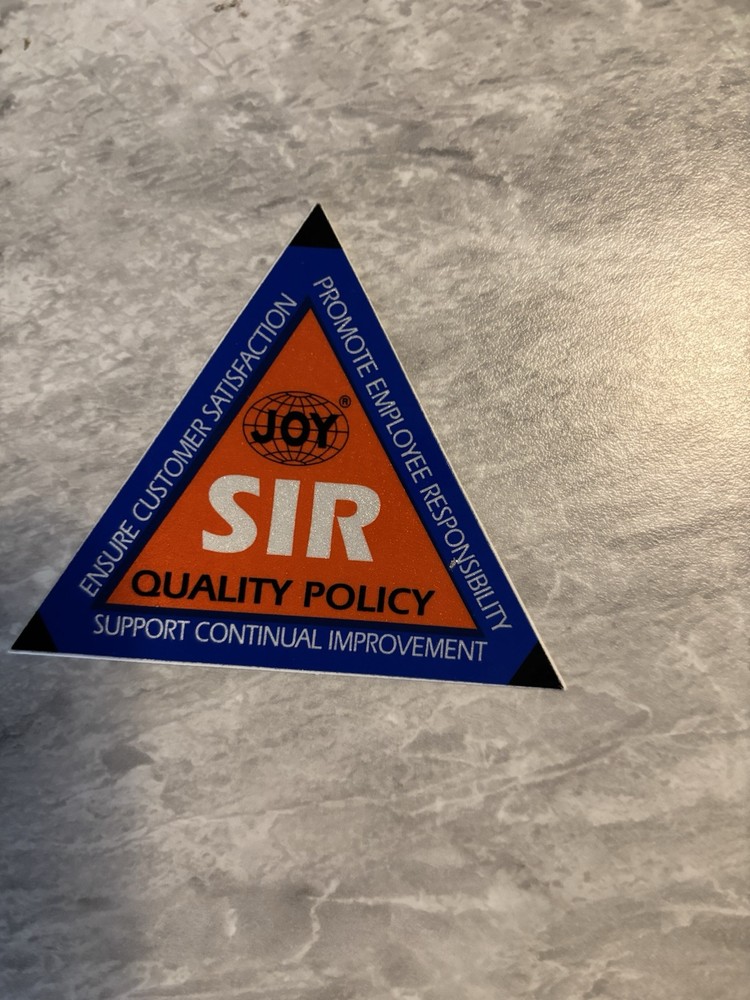 ENSURE CUSTOMER SATISFACTION
PROMOTE EMPLOYEE RESPONSIBILITY
JOY®
SIR
QUALITY POLICY
SUPPORT CONTINUAL IMPROVEMENT